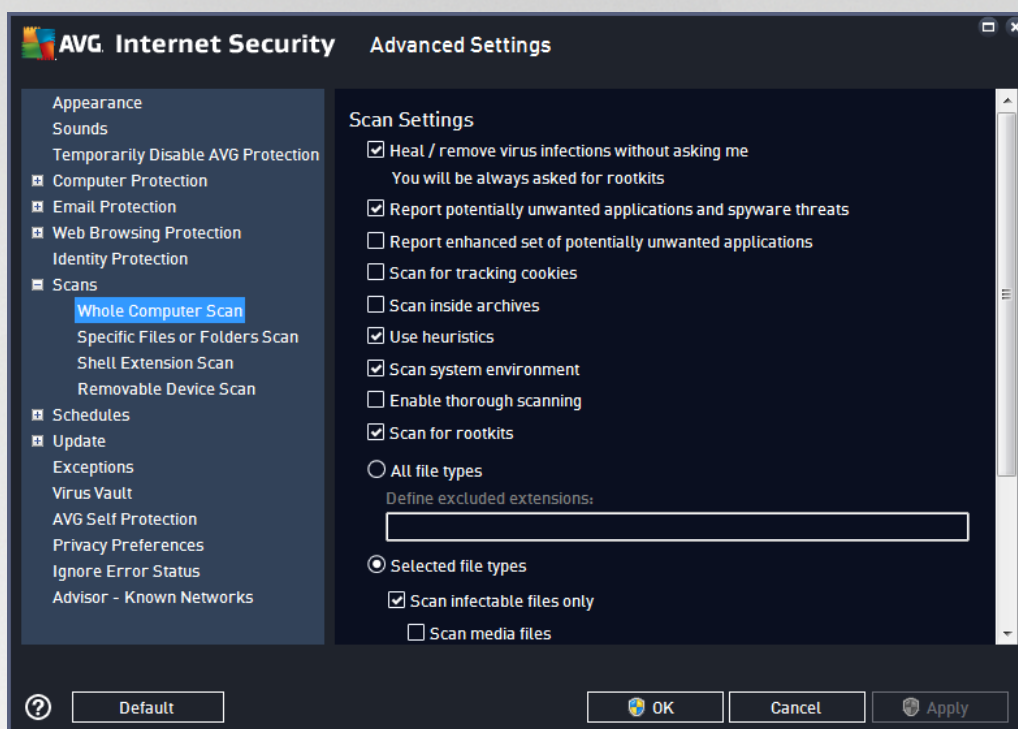 AVG. Internet Security Advanced Settings
Appearance
Sounds
Temporarily Disable AVG Protection
Computer Protection
Email Protection
Web Browsing Protection
Identity Protection
Scans
Whole Computer Scan
Specific Files or Folders Scan
Shell Extension Scan
Removable Device Scan
Schedules
Update
Exceptions
Virus Vault
AVG Self Protection
Privacy Preferences
Ignore Error Status
Advisor - Known Networks
Scan Settings
Heal / remove virus infections without asking me
You will be always asked for rootkits
Report potentially unwanted applications and spyware threats
Report enhanced set of potentially unwanted applications
Scan for tracking cookies
Scan inside archives
Use heuristics
Scan system environment
Enable thorough scanning
Scan for rootkits
All file types
Define excluded extensions:
Selected file types
Scan infectable files only
Scan media files
? Default OK Cancel Apply